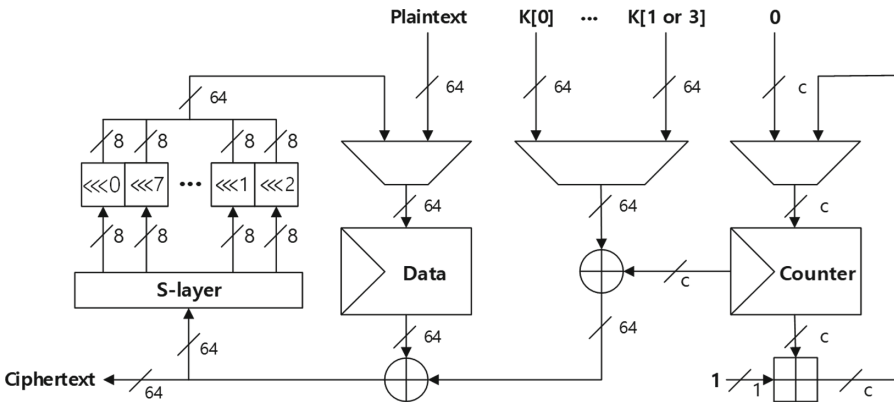 Plaintext K[0] ... K[1 or 3] 0
64 64 64 64 c
8 8 8 8
<<<0 <<<7 ... <<<1 <<<2
64 64 c
8 8 8 8
Data Counter
c
S-layer
64 64 c
64
Ciphertext 64 1 1 c